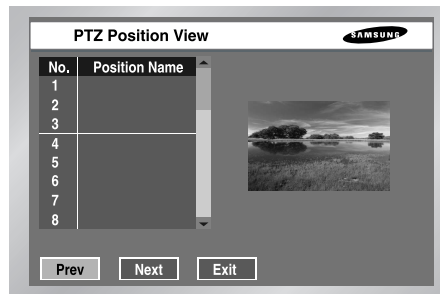 PTZ Position View
SAMSUNG
No. Position Name
1
2
3
4
5
6
7
8
Prev Next Exit